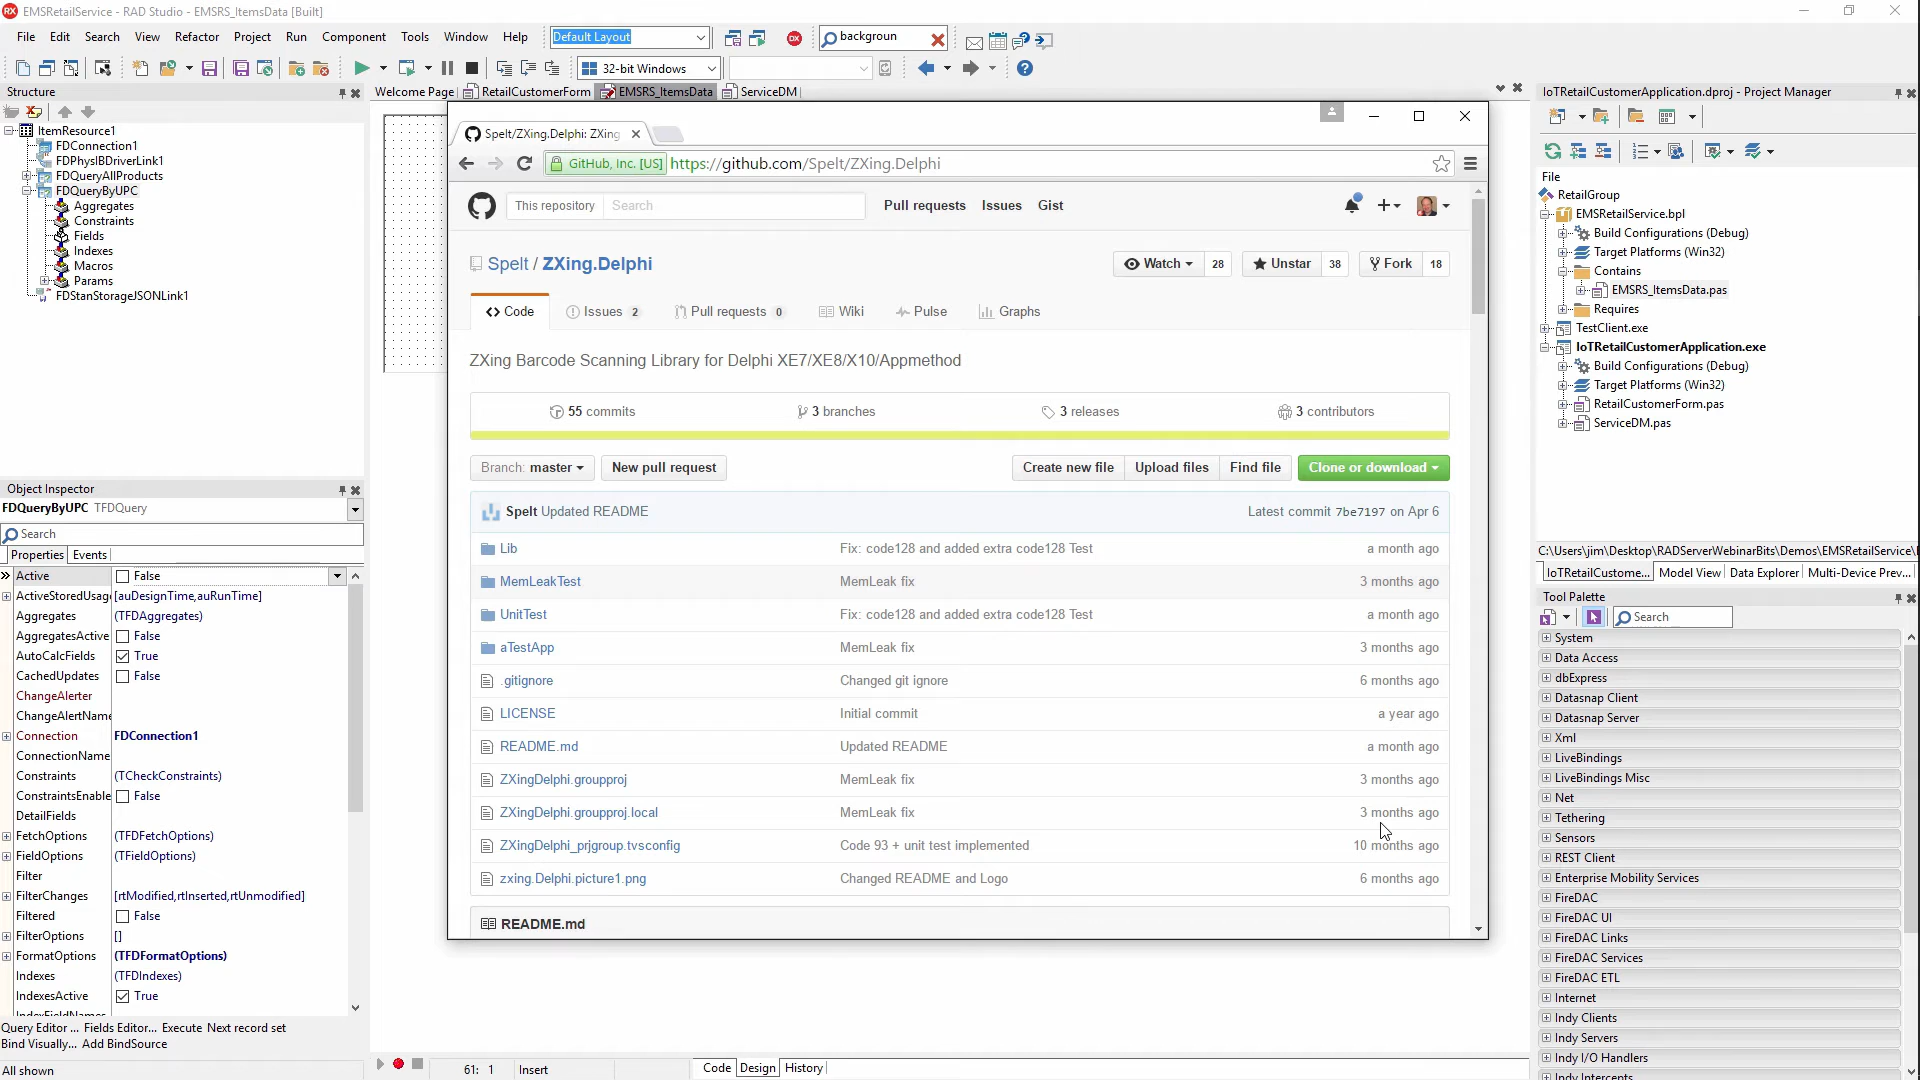 EMSRetailService - RAD Studio - EMSRS_ItemsData [Built]
File Edit Search View Refactor Project Run Component Tools Window Help Default Layout backgroun
32-bit Windows
Structure
ItemResource1
FDConnection1
FDPhysIBDriverLink1
FDQueryAllProducts
FDQueryByUPC
Aggregates
Constraints
Fields
Indexes
Macros
Params
FDStanStorageJSONLink1
Object Inspector
FDQueryByUPC TFDQuery
Search
Properties Events
Active False
ActiveStoredUsag [auDesignTime,auRunTime]
Aggregates (TFDAggregates)
AggregatesActive False
AutoCalcFields True
CachedUpdates False
ChangeAlerter
ChangeAlertName
Connection FDConnection1
ConnectionName
Constraints (TCheckConstraints)
ConstraintsEnable False
DetailFields
FetchOptions (TFDFetchOptions)
FieldOptions (TFieldOptions)
Filter
FilterChanges [rtModified,rtInserted,rtUnmodified]
Filtered False
FilterOptions []
FormatOptions (TFDFormatOptions)
Indexes (TFDIndexes)
IndexesActive True
Query Editor ... Fields Editor... Execute Next record set
Bind Visually... Add BindSource
All shown
Welcome Page RetailCustomerForm EMSRS_ItemsData ServiceDM
Spelt/ZXing.Delphi: ZXing
GitHub, Inc. [US] https://github.com/Spelt/ZXing.Delphi
This repository Search Pull requests Issues Gist
Spelt / ZXing.Delphi Watch 28 Unstar 38 Fork 18
Code Issues 2 Pull requests 0 Wiki Pulse Graphs
ZXing Barcode Scanning Library for Delphi XE7/XE8/X10/Appmethod
55 commits 3 branches 3 releases 3 contributors
Branch: master New pull request Create new file Upload files Find file Clone or download
Spelt Updated README Latest commit 7be7197 on Apr 6
Lib Fix: code128 and added extra code128 Test a month ago
MemLeakTest MemLeak fix 3 months ago
UnitTest Fix: code128 and added extra code128 Test a month ago
aTestApp MemLeak fix 3 months ago
.gitignore Changed git ignore 6 months ago
LICENSE Initial commit a year ago
README.md Updated README a month ago
ZXingDelphi.groupproj MemLeak fix 3 months ago
ZXingDelphi.groupproj.local MemLeak fix 3 months ago
ZXingDelphi_prjgroup.tvsconfig Code 93 + unit test implemented 10 months ago
zxing.Delphi.picture1.png Changed README and Logo 6 months ago
README.md
61: 1 Insert Code Design History
IoTRetailCustomerApplication.dproj - Project Manager
File
RetailGroup
EMSRetailService.bpl
Build Configurations (Debug)
Target Platforms (Win32)
Contains
EMSRS_ItemsData.pas
Requires
TestClient.exe
IoTRetailCustomerApplication.exe
Build Configurations (Debug)
Target Platforms (Win32)
RetailCustomerForm.pas
ServiceDM.pas
C:\Users\jim\Desktop\RADServerWebinarBits\Demos\EMSRetailService\
IoTRetailCustome... Model View Data Explorer Multi-Device Prev...
Tool Palette
Search
System
Data Access
dbExpress
Datasnap Client
Datasnap Server
Xml
LiveBindings
LiveBindings Misc
Net
Tethering
Sensors
REST Client
Enterprise Mobility Services
FireDAC
FireDAC UI
FireDAC Links
FireDAC Services
FireDAC ETL
Internet
Indy Clients
Indy Servers
Indy I/O Handlers
Indy Intercepts